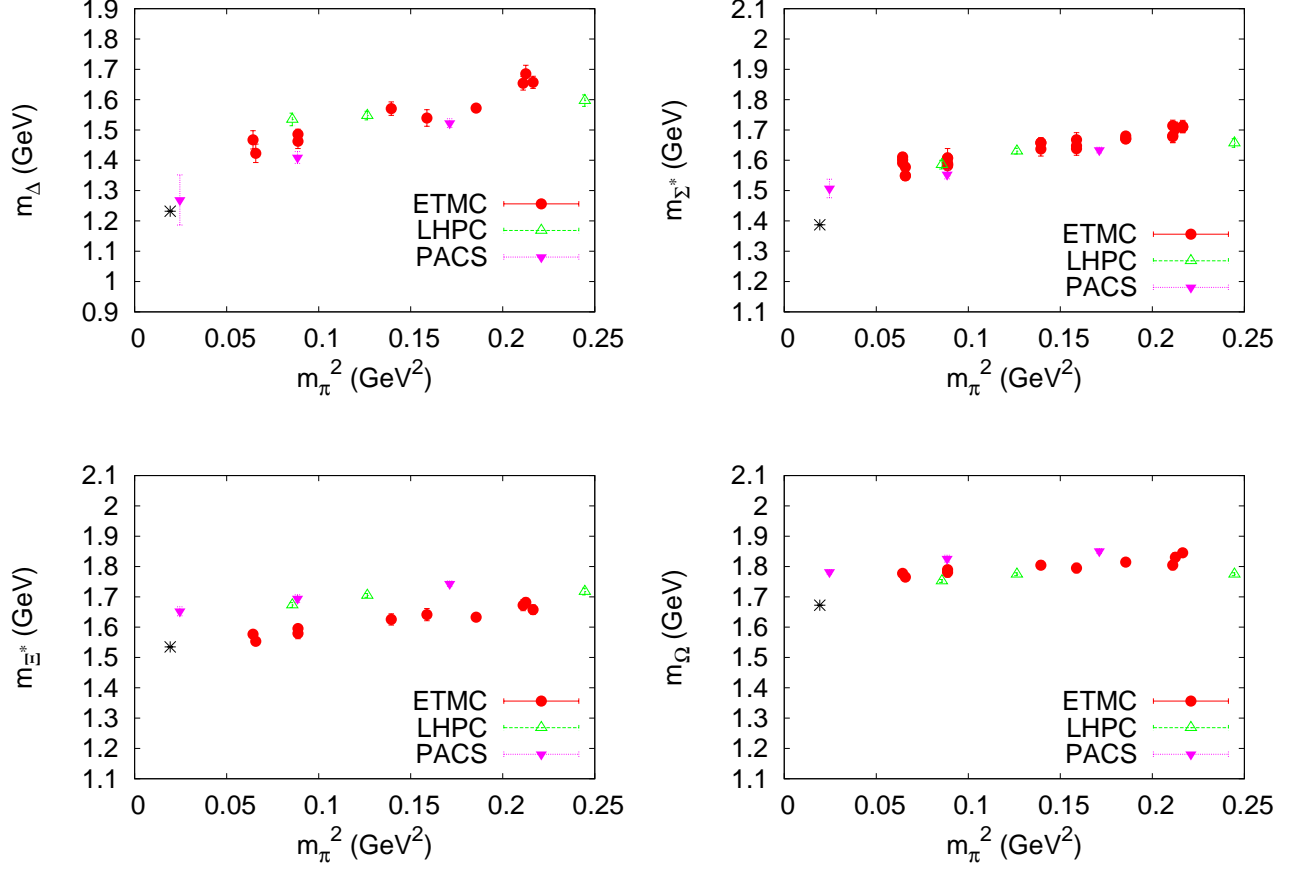 1.9
1.8
1.7
1.6
1.5
1.4
1.3
1.2
1.1
1
0.9
m_Δ (GeV)
ETMC
LHPC
PACS
0 0.05 0.1 0.15 0.2 0.25
m_π^2 (GeV^2)
2.1
2
1.9
1.8
1.7
1.6
1.5
1.4
1.3
1.2
1.1
m_Σ^* (GeV)
ETMC
LHPC
PACS
0 0.05 0.1 0.15 0.2 0.25
m_π^2 (GeV^2)
2.1
2
1.9
1.8
1.7
1.6
1.5
1.4
1.3
1.2
1.1
m_Ξ^* (GeV)
ETMC
LHPC
PACS
0 0.05 0.1 0.15 0.2 0.25
m_π^2 (GeV^2)
2.1
2
1.9
1.8
1.7
1.6
1.5
1.4
1.3
1.2
1.1
m_Ω (GeV)
ETMC
LHPC
PACS
0 0.05 0.1 0.15 0.2 0.25
m_π^2 (GeV^2)